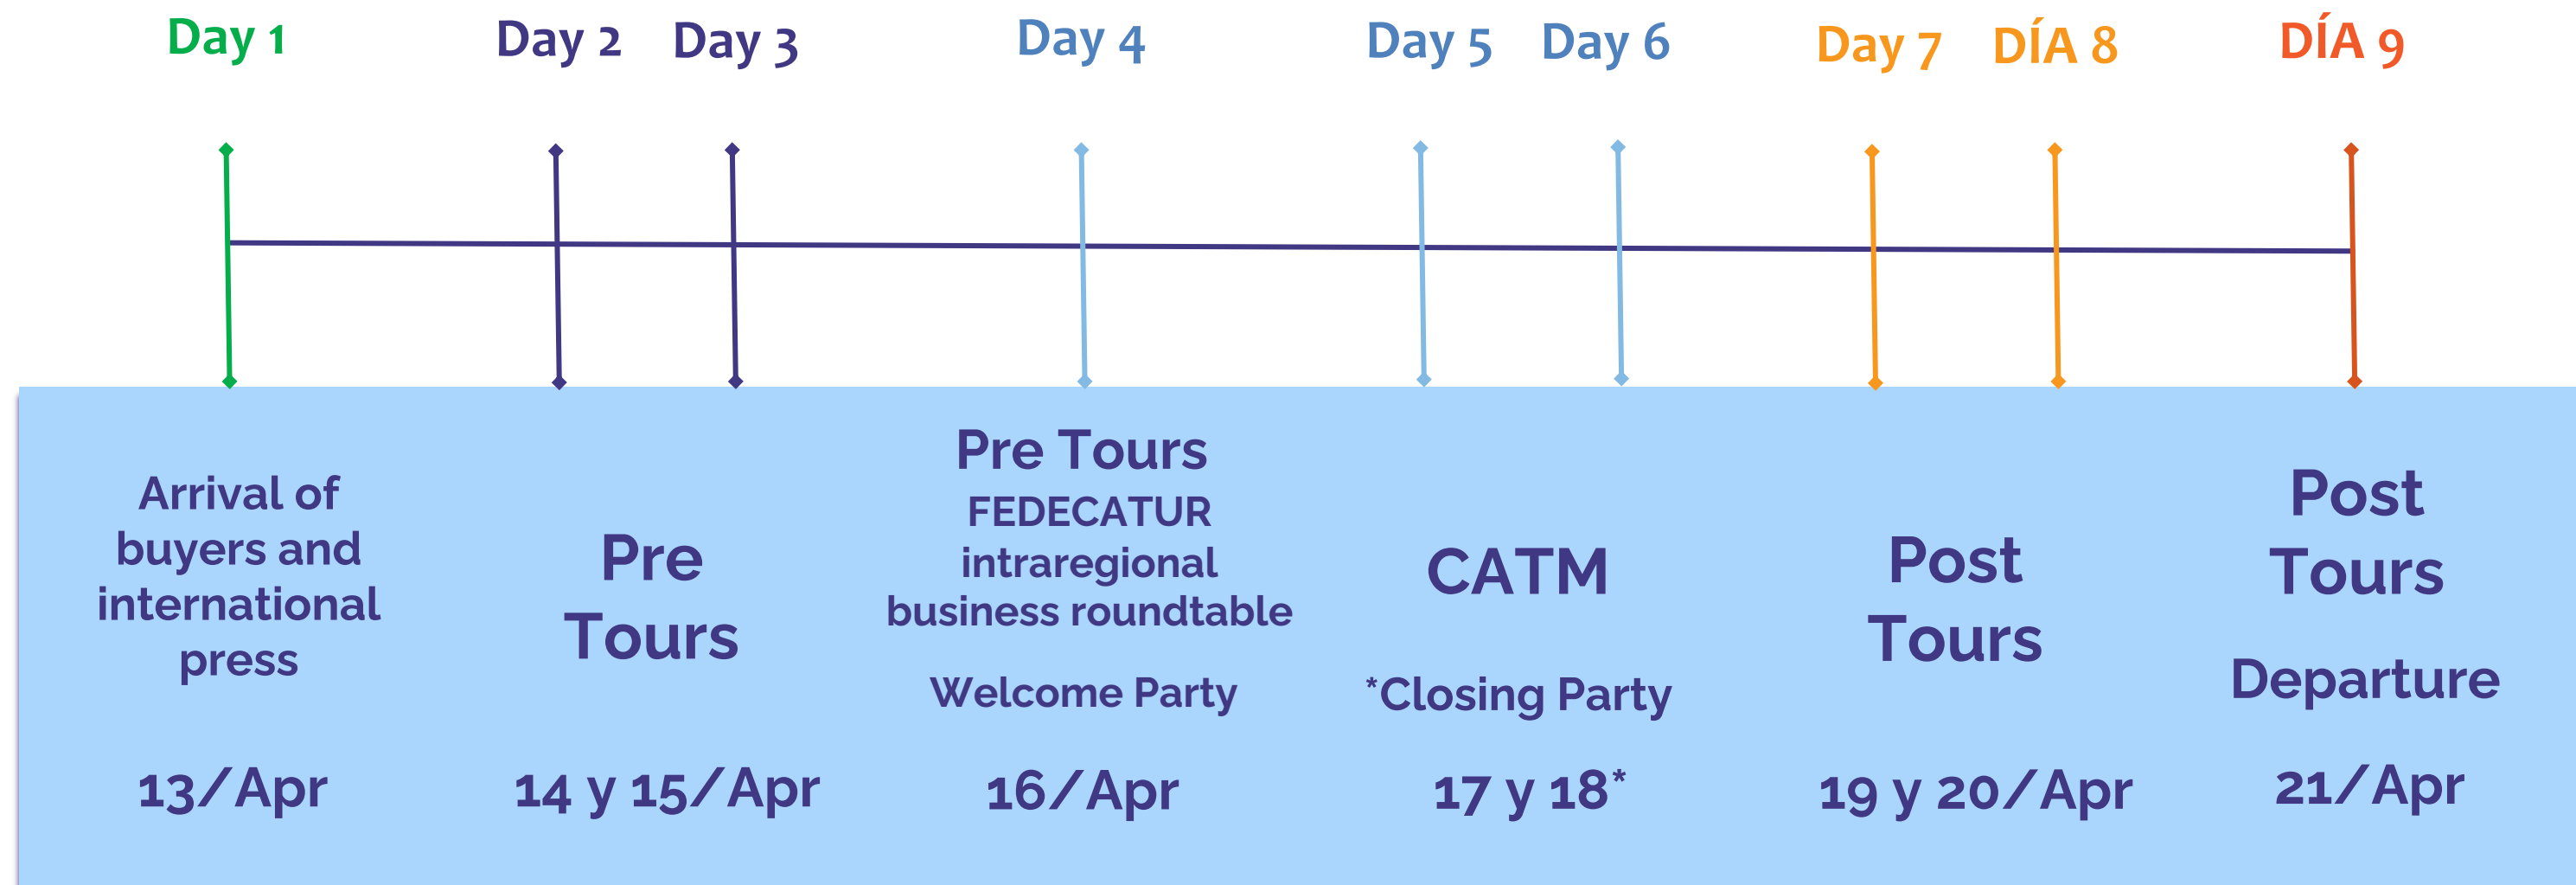 Day 1
Day 2
Day 3
Day 4
Day 5
Day 6
Day 7
DÍA 8
DÍA 9
Arrival of
buyers and
international
press
13/Apr
Pre
Tours
14 y 15/Apr
Pre Tours
FEDECATUR
intraregional
business roundtable
Welcome Party
16/Apr
CATM
*Closing Party
17 y 18*
Post
Tours
19 y 20/Apr
Post
Tours
Departure
21/Apr